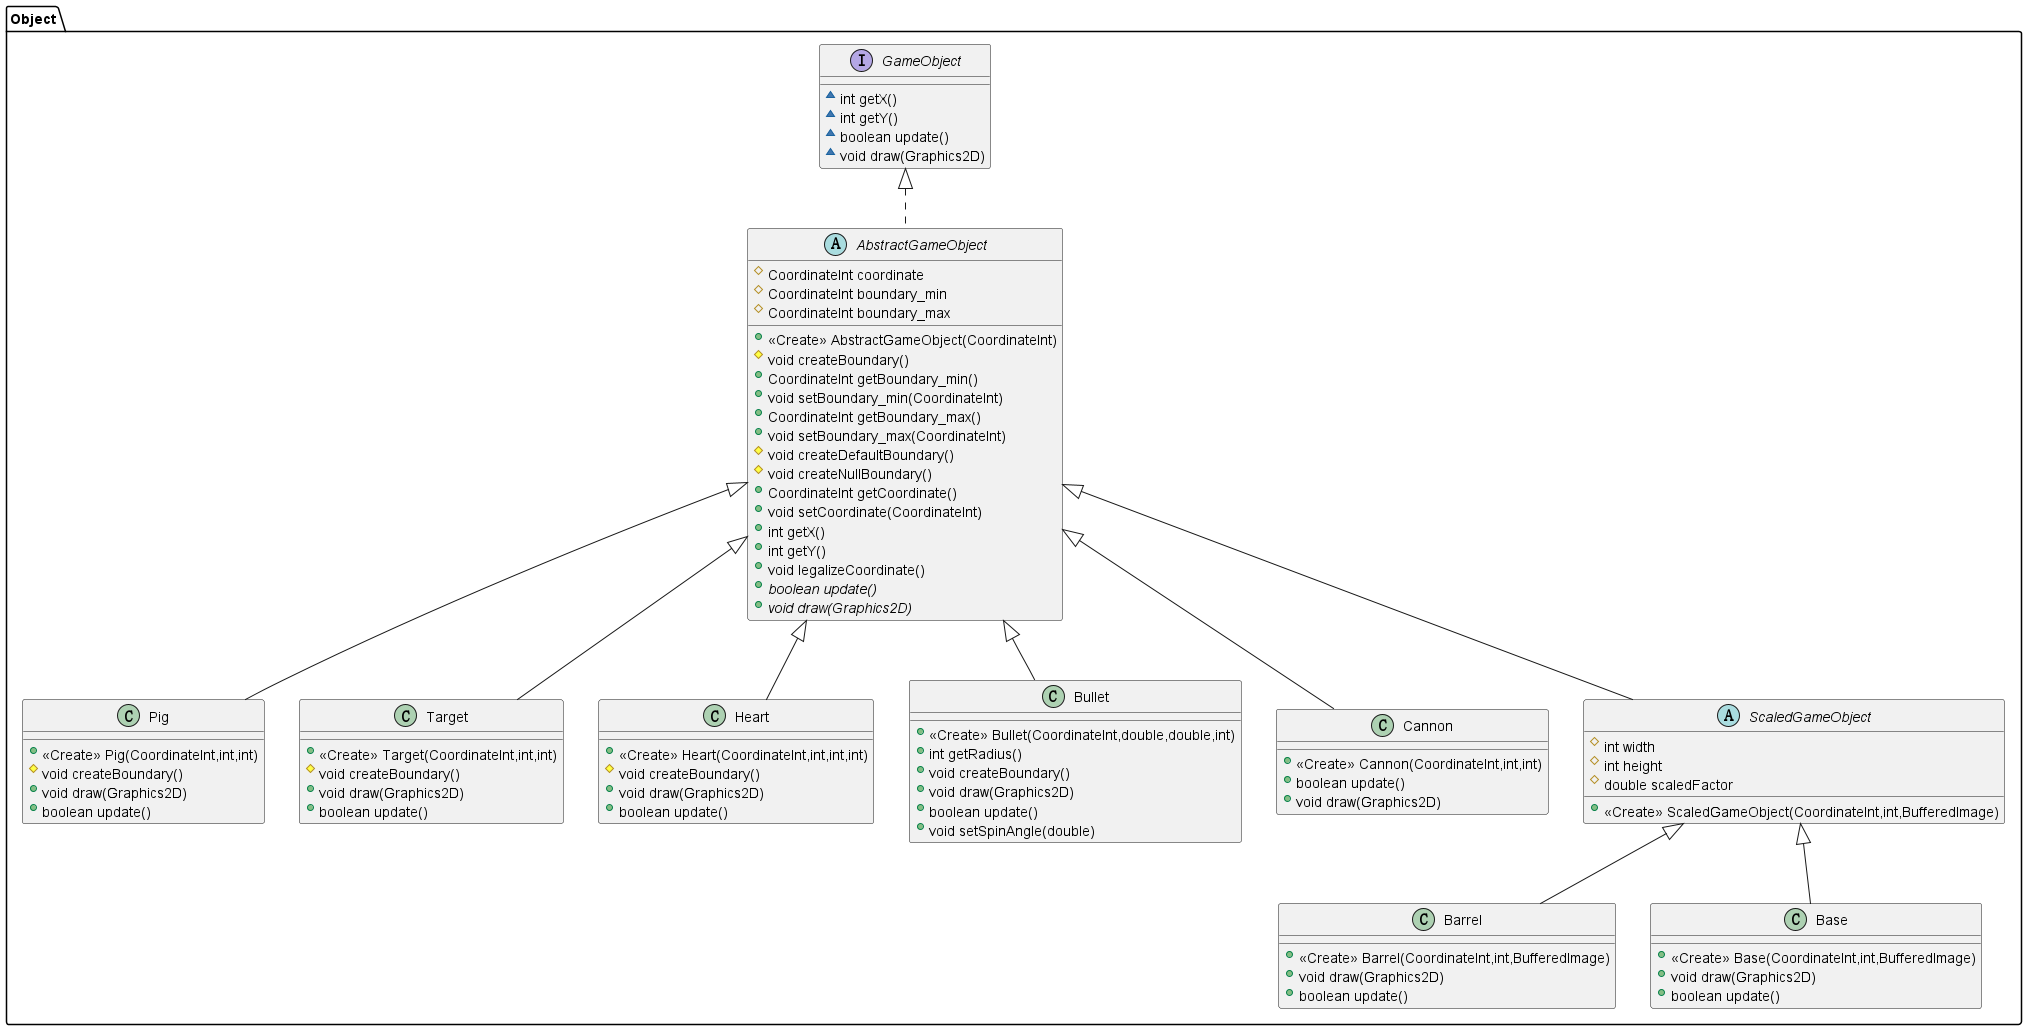 Object
I GameObject
int getX()
int getY()
boolean update()
void draw(Graphics2D)
A AbstractGameObject
CoordinateInt coordinate
CoordinateInt boundary_min
CoordinateInt boundary_max
«Create» AbstractGameObject(CoordinateInt)
void createBoundary()
CoordinateInt getBoundary_min()
void setBoundary_min(CoordinateInt)
CoordinateInt getBoundary_max()
void setBoundary_max(CoordinateInt)
void createDefaultBoundary()
void createNullBoundary()
CoordinateInt getCoordinate()
void setCoordinate(CoordinateInt)
int getX()
int getY()
void legalizeCoordinate()
boolean update()
void draw(Graphics2D)
C Pig
«Create» Pig(CoordinateInt,int,int)
void createBoundary()
void draw(Graphics2D)
boolean update()
C Target
«Create» Target(CoordinateInt,int,int)
void createBoundary()
void draw(Graphics2D)
boolean update()
C Heart
«Create» Heart(CoordinateInt,int,int,int)
void createBoundary()
void draw(Graphics2D)
boolean update()
C Bullet
«Create» Bullet(CoordinateInt,double,double,int)
int getRadius()
void createBoundary()
void draw(Graphics2D)
boolean update()
void setSpinAngle(double)
C Cannon
«Create» Cannon(CoordinateInt,int,int)
boolean update()
void draw(Graphics2D)
A ScaledGameObject
int width
int height
double scaledFactor
«Create» ScaledGameObject(CoordinateInt,int,BufferedImage)
C Barrel
«Create» Barrel(CoordinateInt,int,BufferedImage)
void draw(Graphics2D)
boolean update()
C Base
«Create» Base(CoordinateInt,int,BufferedImage)
void draw(Graphics2D)
boolean update()